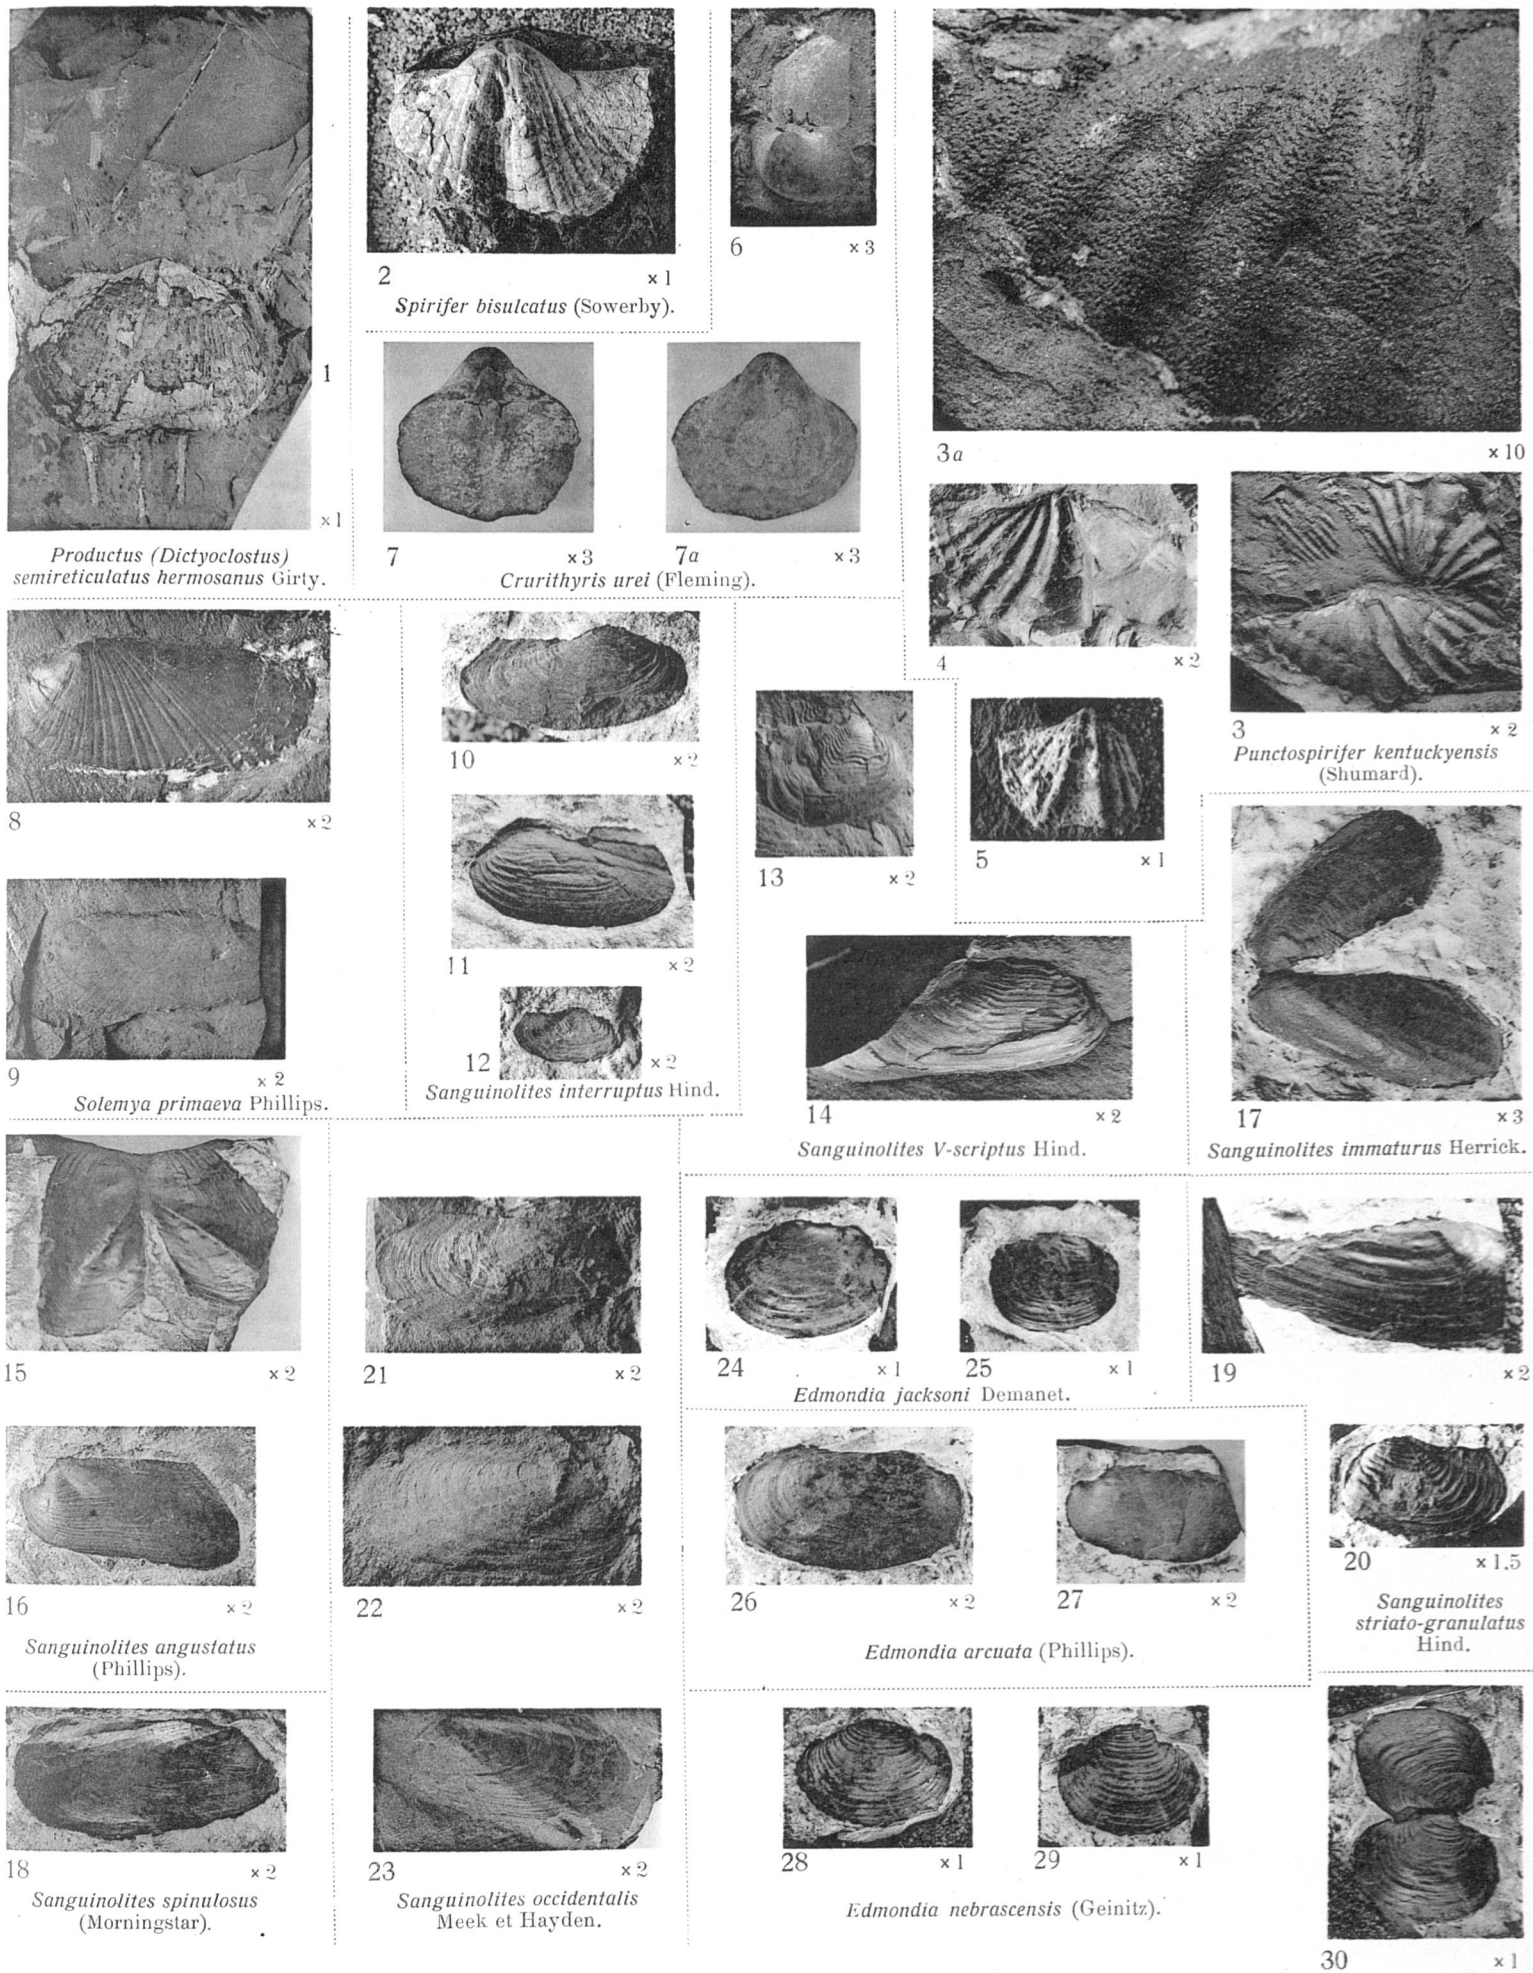 1
×1
Productus (Dictyoclostus)
semireticulatus hermosanus Girty.
2 ×1
Spirifer bisulcatus (Sowerby).
6 ×3
7 ×3
7a ×3
Crurithyris urei (Fleming).
3a ×10
4 ×2
3 ×2
Punctospirifer kentuckyensis
(Shumard).
5 ×1
8 ×2
9 ×2
Solemya primaeva Phillips.
10 ×2
11 ×2
12 ×2
Sanguinolites interruptus Hind.
13 ×2
14 ×2
Sanguinolites V-scriptus Hind.
17 ×3
Sanguinolites immaturus Herrick.
15 ×2
16 ×2
Sanguinolites angustatus
(Phillips).
18 ×2
Sanguinolites spinulosus
(Morningstar).
21 ×2
22 ×2
23 ×2
Sanguinolites occidentalis
Meek et Hayden.
24 ×1
25 ×1
Edmondia jacksoni Demanet.
19 ×2
20 ×1.5
Sanguinolites
striato-granulatus
Hind.
26 ×2
27 ×2
Edmondia arcuata (Phillips).
28 ×1
29 ×1
Edmondia nebrascensis (Geinitz).
30 ×1